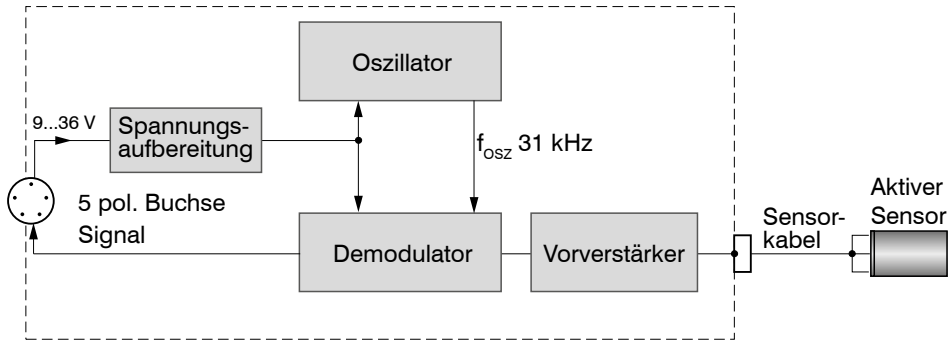 Oszillator
9...36 V
Spannungs-
aufbereitung
f_OSZ 31 kHz
5 pol. Buchse
Signal
Demodulator
Vorverstärker
Sensor-
kabel
Aktiver
Sensor